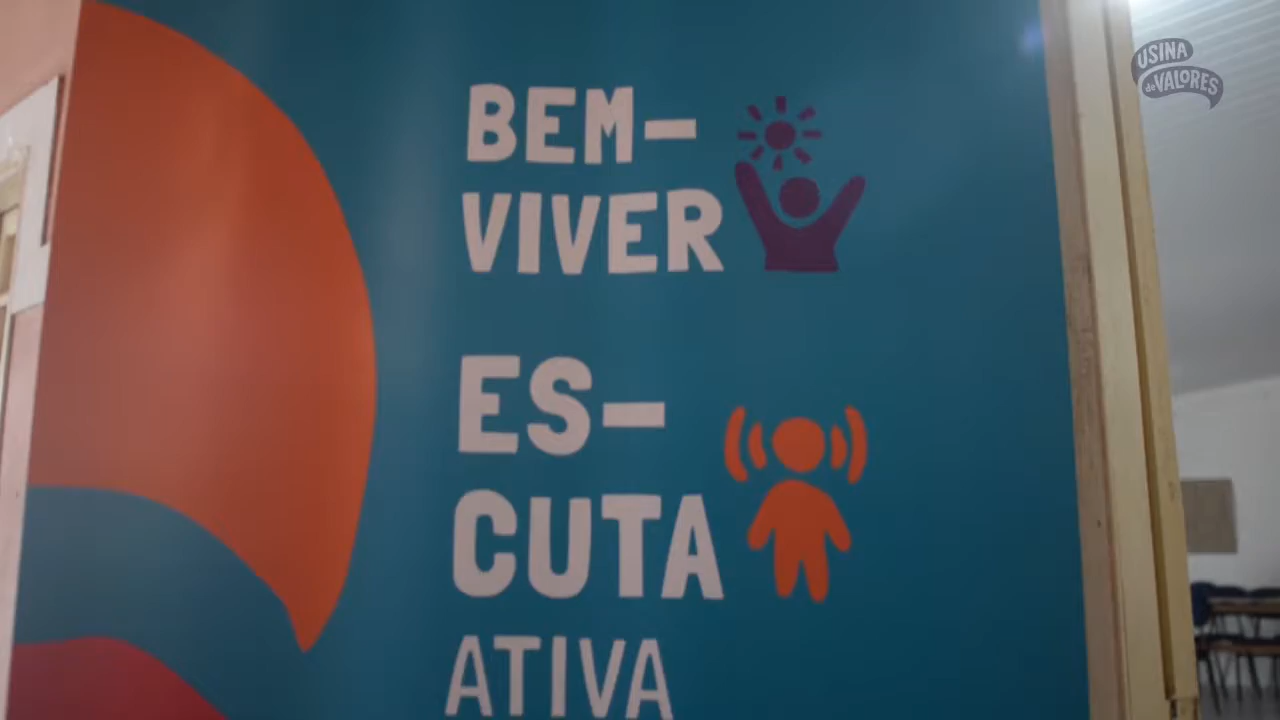 USINA
de VALORES
BEM-
VIVER
ES-
CUTA
ATIVA